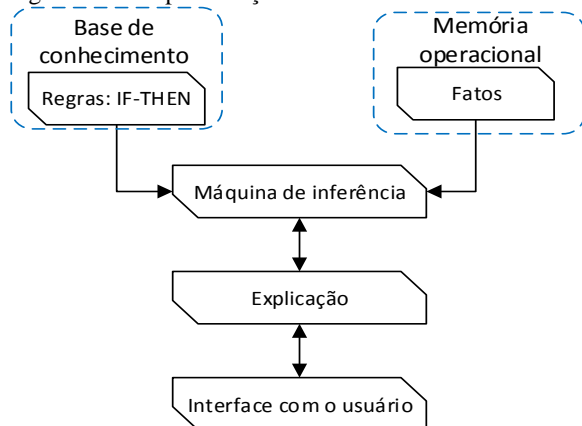 Base de
conhecimento
Regras: IF-THEN
Memória
operacional
Fatos
Máquina de inferência
Explicação
Interface com o usuário